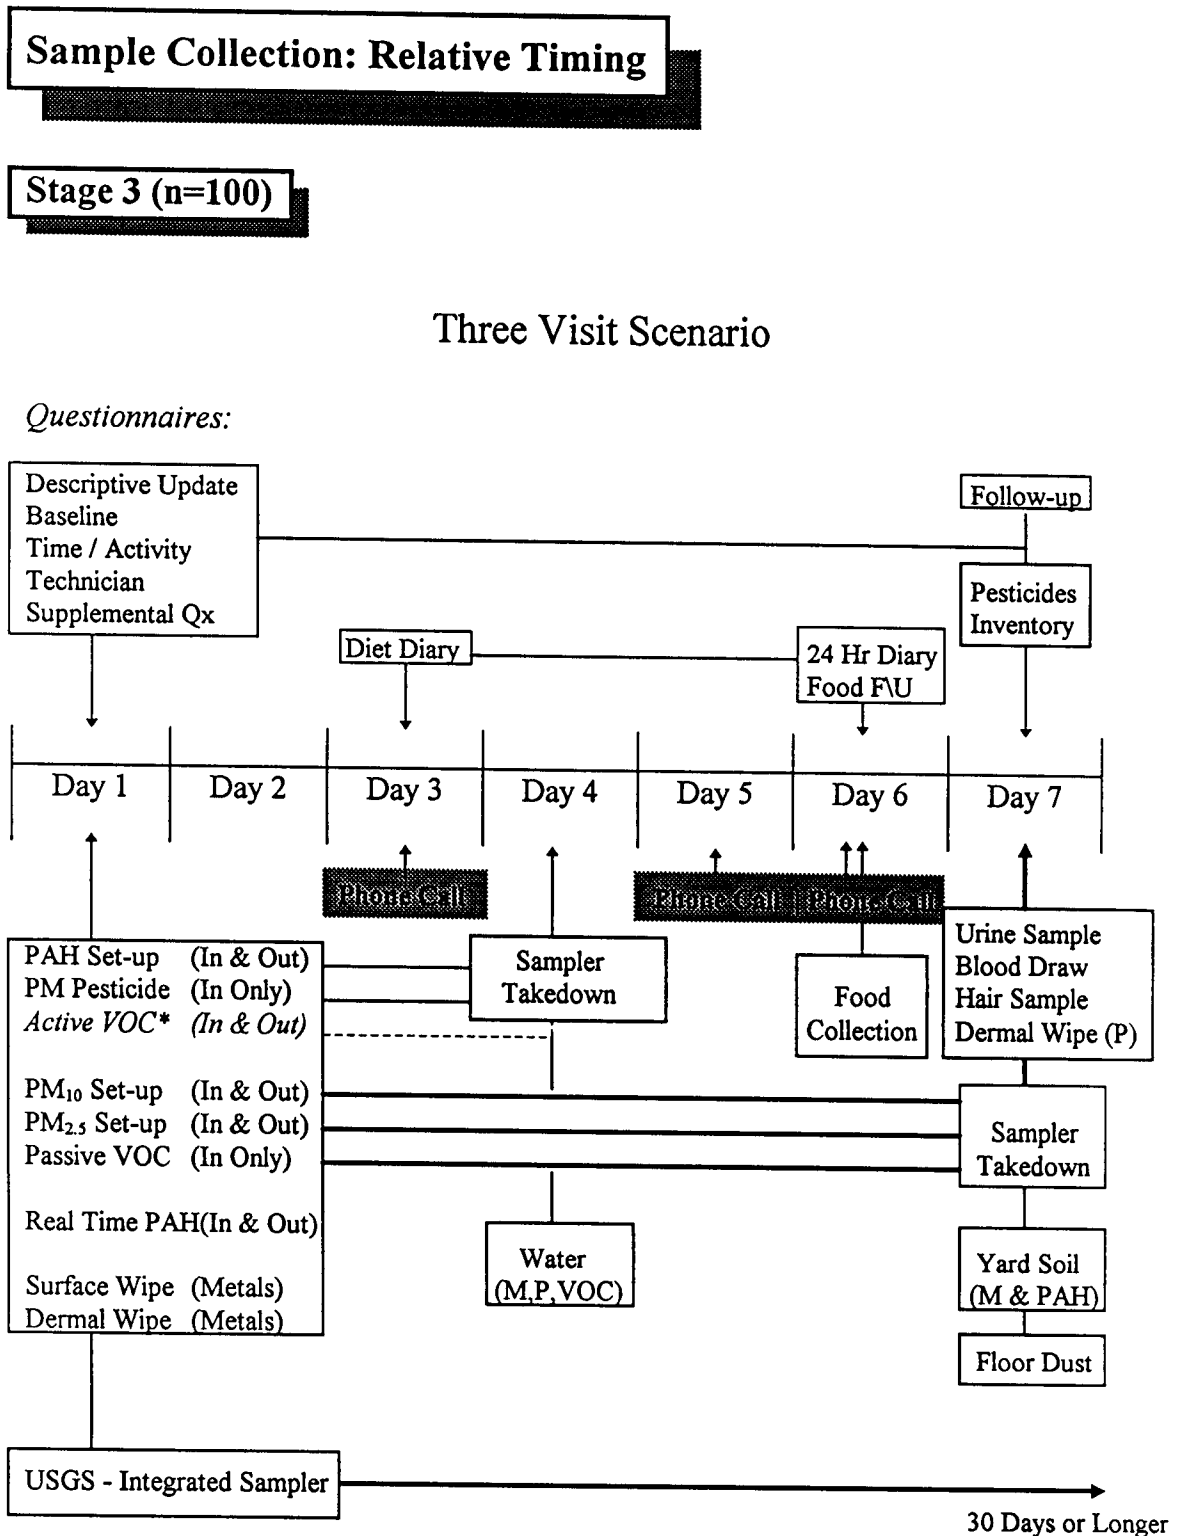 Sample Collection: Relative Timing
Stage 3 (n=100)
Three Visit Scenario
Questionnaires:
Descriptive Update
Baseline
Time / Activity
Technician
Supplemental Qx
Follow-up
Pesticides
Inventory
Diet Diary
24 Hr Diary
Food F\U
Day 1
Day 2
Day 3
Day 4
Day 5
Day 6
Day 7
Phone Call
Phone Call
Phone Call
PAH Set-up (In & Out)
PM Pesticide (In Only)
Active VOC* (In & Out)
PM₁₀ Set-up (In & Out)
PM₂.₅ Set-up (In & Out)
Passive VOC (In Only)
Real Time PAH(In & Out)
Surface Wipe (Metals)
Dermal Wipe (Metals)
Sampler
Takedown
Water
(M,P,VOC)
Food
Collection
Urine Sample
Blood Draw
Hair Sample
Dermal Wipe (P)
Sampler
Takedown
Yard Soil
(M & PAH)
Floor Dust
USGS - Integrated Sampler
30 Days or Longer